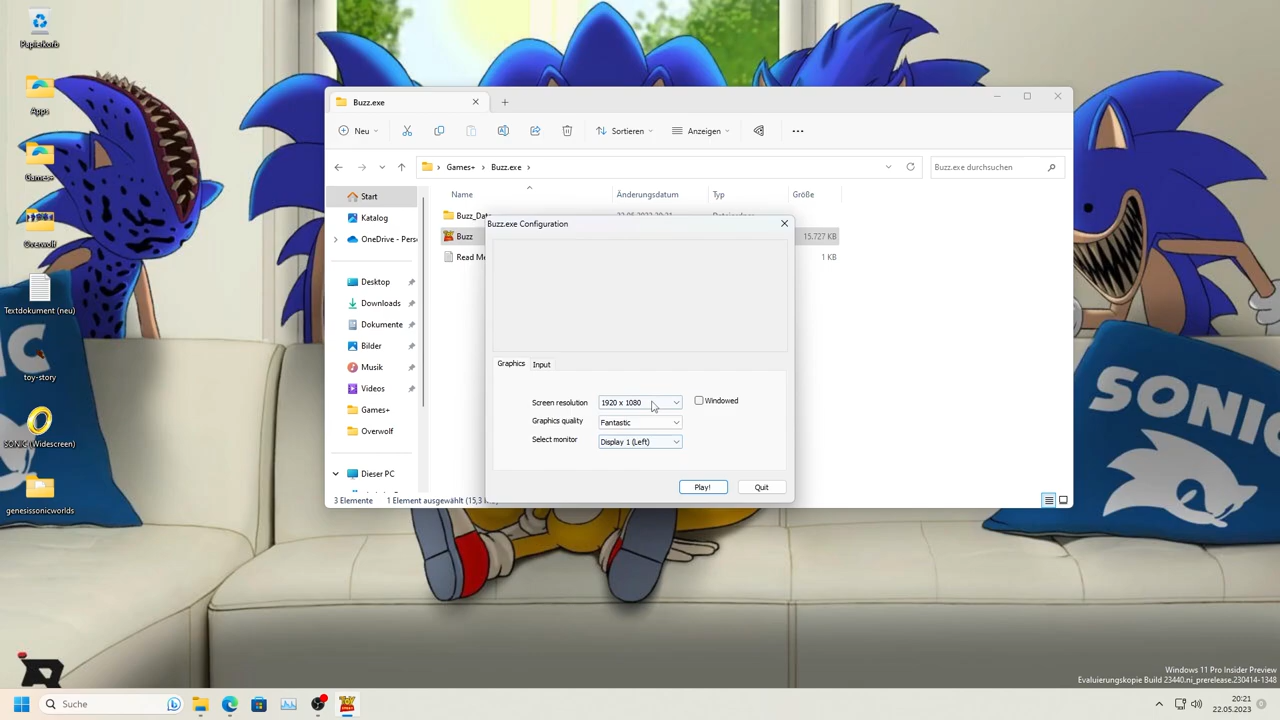 Papierkorb
Apps
Games+
Overwolf
Textdokument (neu)
toy-story
SONIC (Widescreen)
genesissonicworlds
SONIC
Buzz.exe
Neu
Sortieren
Anzeigen
Games+ > Buzz.exe >
Buzz.exe durchsuchen
Start
Katalog
OneDrive - Pers
Desktop
Downloads
Dokumente
Bilder
Musik
Videos
Games+
Overwolf
Dieser PC
Name Änderungsdatum Typ Größe
Buzz_Data
Buzz 15.727 KB
Read Me 1 KB
Buzz.exe Configuration
Graphics Input
Screen resolution 1920 x 1080 Windowed
Graphics quality Fantastic
Select monitor Display 1 (Left)
Play! Quit
3 Elemente 1 Element ausgewählt (15,3
Windows 11 Pro Insider Preview
Evaluierungskopie Build 23440.ni_prerelease.230414-1348
Suche
20:21
22.05.2023